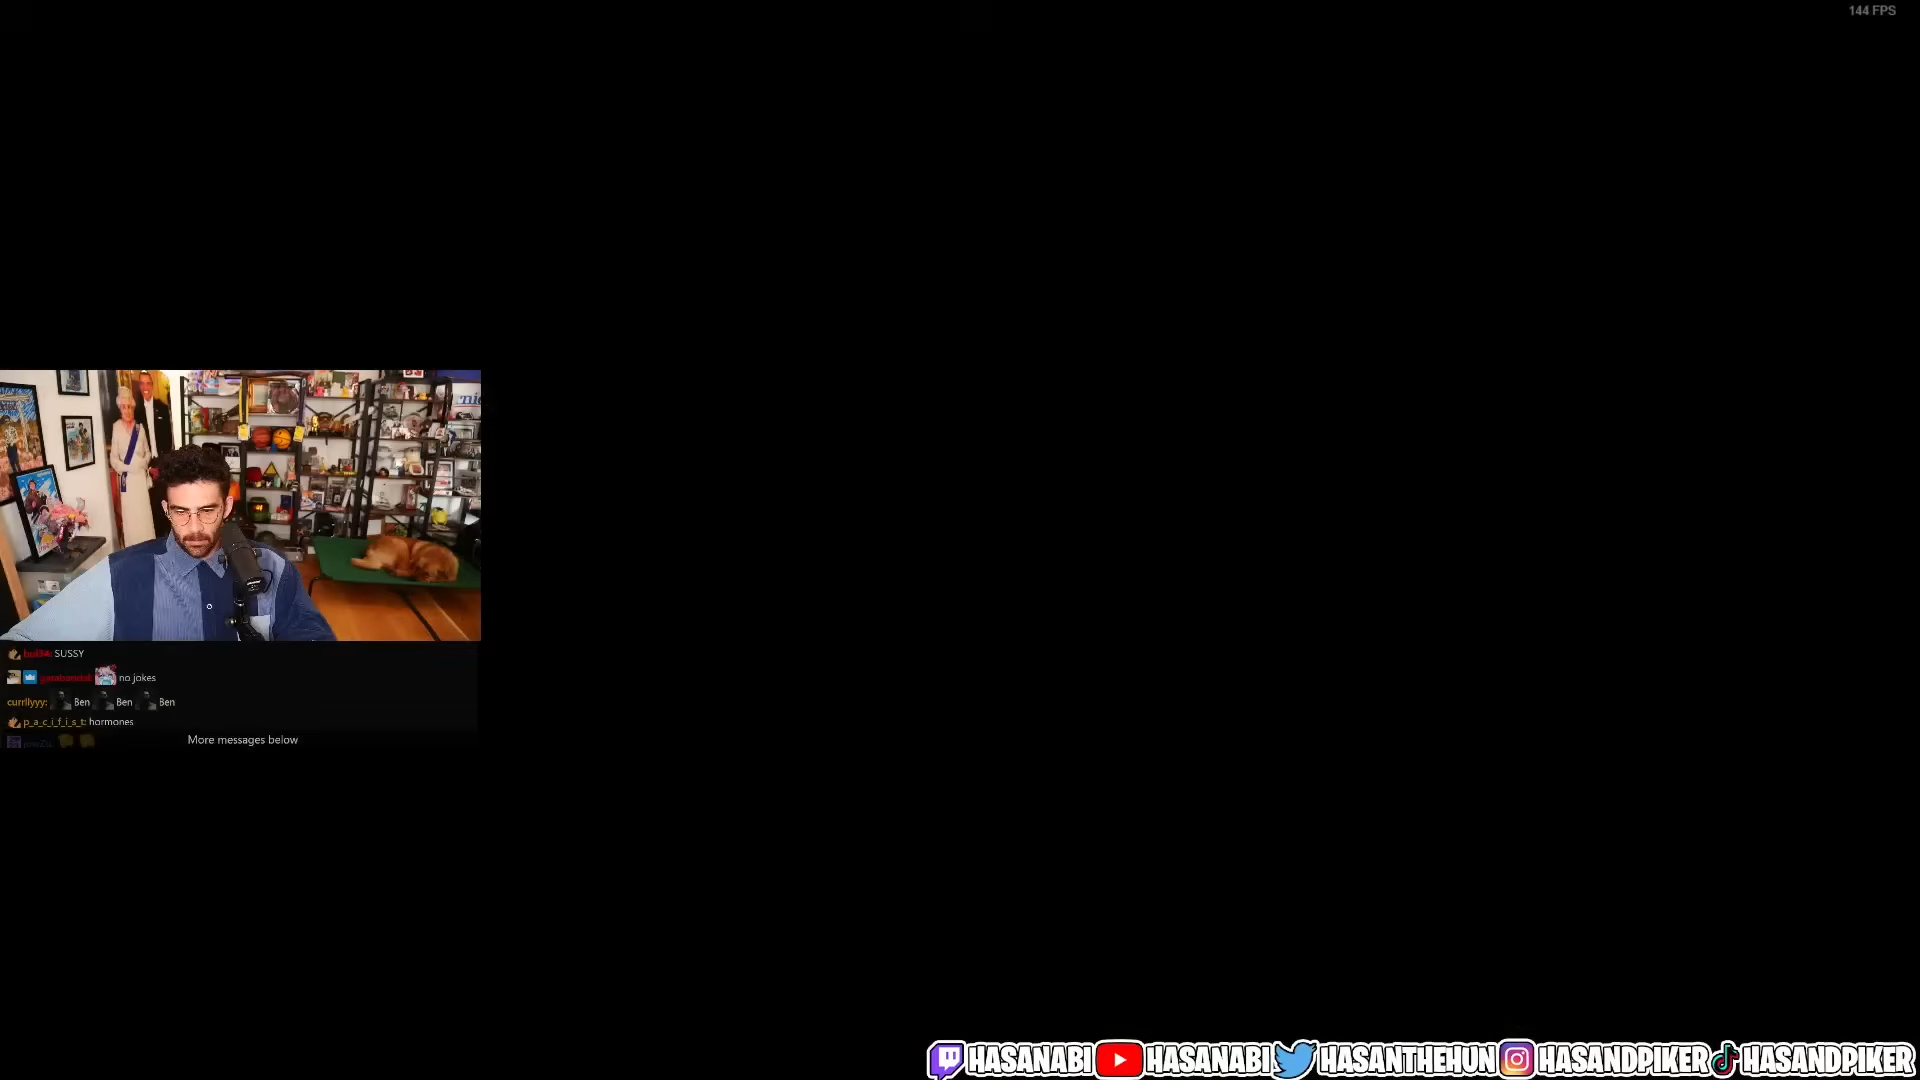 144 FPS
SUSSY
no jokes
currllyyy: Ben Ben Ben
p_a_c_i_f_i_s_t: hormones
More messages below
HASANABI HASANABI HASANTHEHUN HASANDPIKER HASANDPIKER